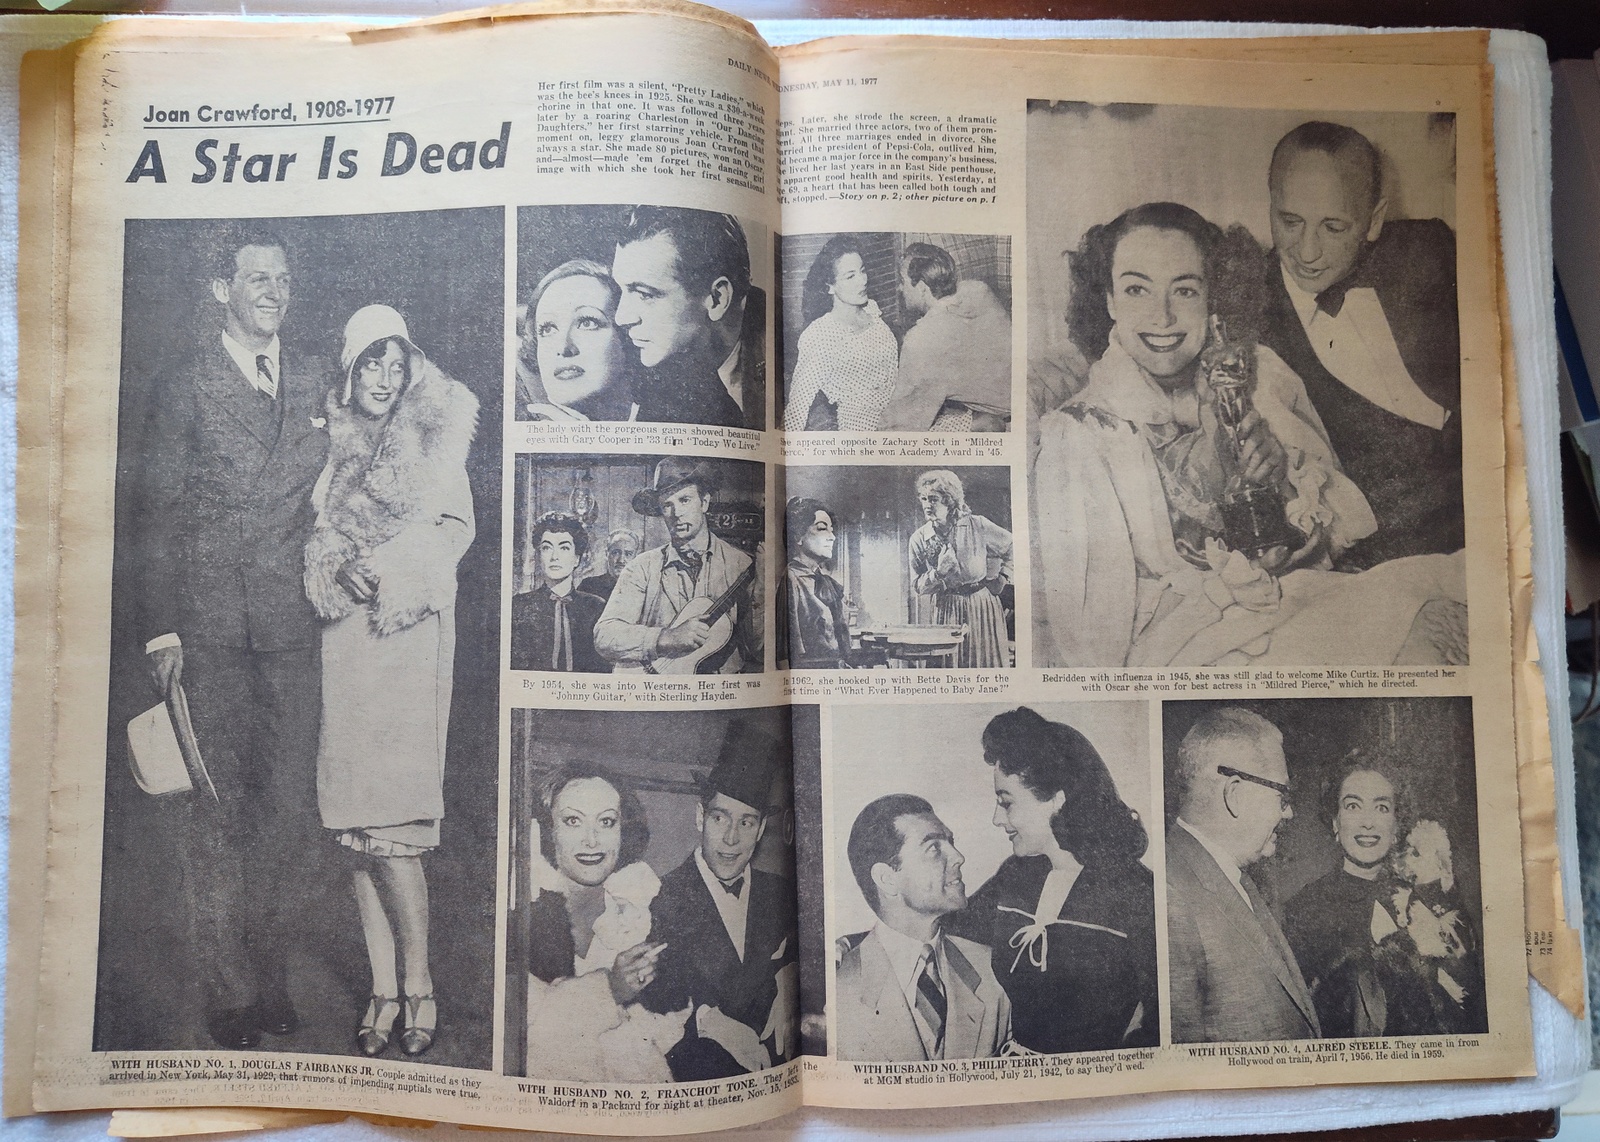 DAILY NEWS, WEDNESDAY, MAY 11, 1977
Joan Crawford, 1908-1977
A Star Is Dead
Her first film was a silent, "Pretty Ladies," which
was the bee's knees in 1925. She was a $30-a-week
chorine in that one. It was followed three years
later by a roaring Charleston in "Our Dancing
Daughters," her first starring vehicle. From that
moment on, leggy glamorous Joan Crawford was
always a star. She made 80 pictures, won an Oscar,
and—almost—made 'em forget the dancing girl
image with which she took her first sensational
steps. Later, she strode the screen, a dramatic
giant. She married three actors, two of them prom-
inent. All three marriages ended in divorce. She
married the president of Pepsi-Cola, outlived him,
and became a major force in the company's business.
She lived her last years in an East Side penthouse,
apparent good health and spirits. Yesterday, at
age 69, a heart that has been called both tough and
soft, stopped.—Story on p. 2; other picture on p. 1
The lady with the gorgeous gams showed beautiful
eyes with Gary Cooper in '33 film "Today We Live."
She appeared opposite Zachary Scott in "Mildred
Pierce," for which she won Academy Award in '45.
By 1954, she was into Westerns. Her first was
"Johnny Guitar," with Sterling Hayden.
In 1962, she hooked up with Bette Davis for the
first time in "What Ever Happened to Baby Jane?"
Bedridden with influenza in 1945, she was still glad to welcome Mike Curtiz. He presented her
with Oscar she won for best actress in "Mildred Pierce," which he directed.
WITH HUSBAND NO. 1, DOUGLAS FAIRBANKS JR. Couple admitted as they
arrived in New York, May 31, 1929, that rumors of impending nuptials were true.
WITH HUSBAND NO. 2, FRANCHOT TONE. They left the
Waldorf in a Packard for night at theater, Nov. 15, 1935.
WITH HUSBAND NO. 3, PHILIP TERRY. They appeared together
at MGM studio in Hollywood, July 21, 1942, to say they'd wed.
WITH HUSBAND NO. 4, ALFRED STEELE. They came in from
Hollywood on train, April 7, 1956. He died in 1959.